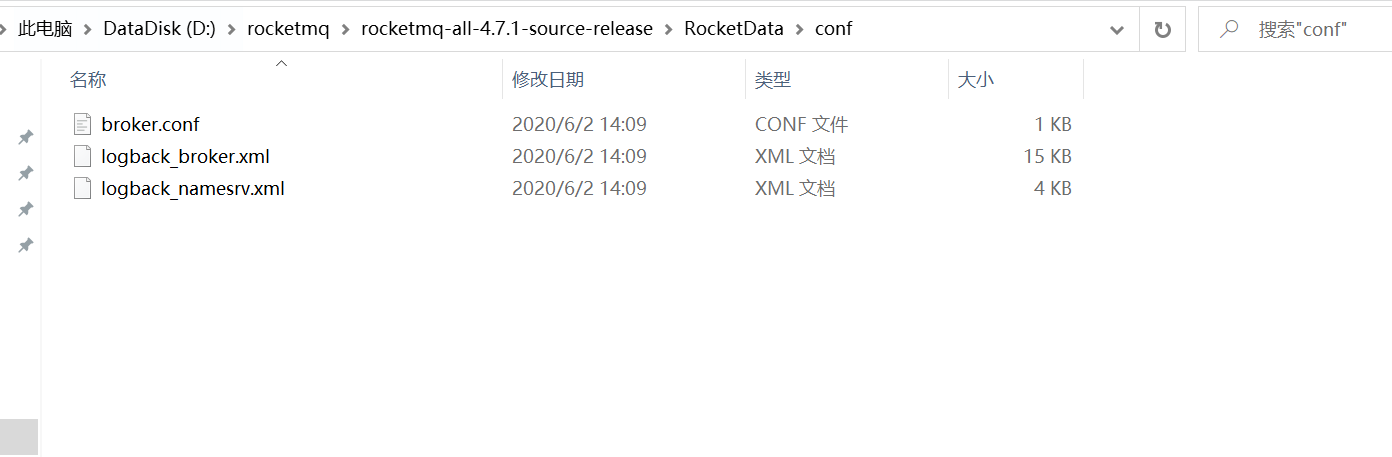 此电脑 DataDisk (D:) rocketmq rocketmq-all-4.7.1-source-release RocketData conf 搜索"conf"
名称 修改日期 类型 大小
broker.conf 2020/6/2 14:09 CONF 文件 1 KB
logback_broker.xml 2020/6/2 14:09 XML 文档 15 KB
logback_namesrv.xml 2020/6/2 14:09 XML 文档 4 KB